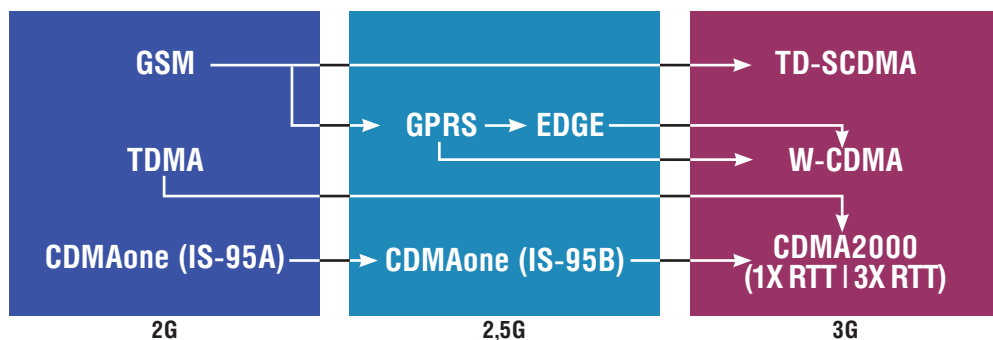 GSM
TD-SCDMA
GPRS
EDGE
TDMA
W-CDMA
CDMAone (IS-95A)
CDMAone (IS-95B)
CDMA2000
(1X RTT | 3X RTT)
2G
2,5G
3G